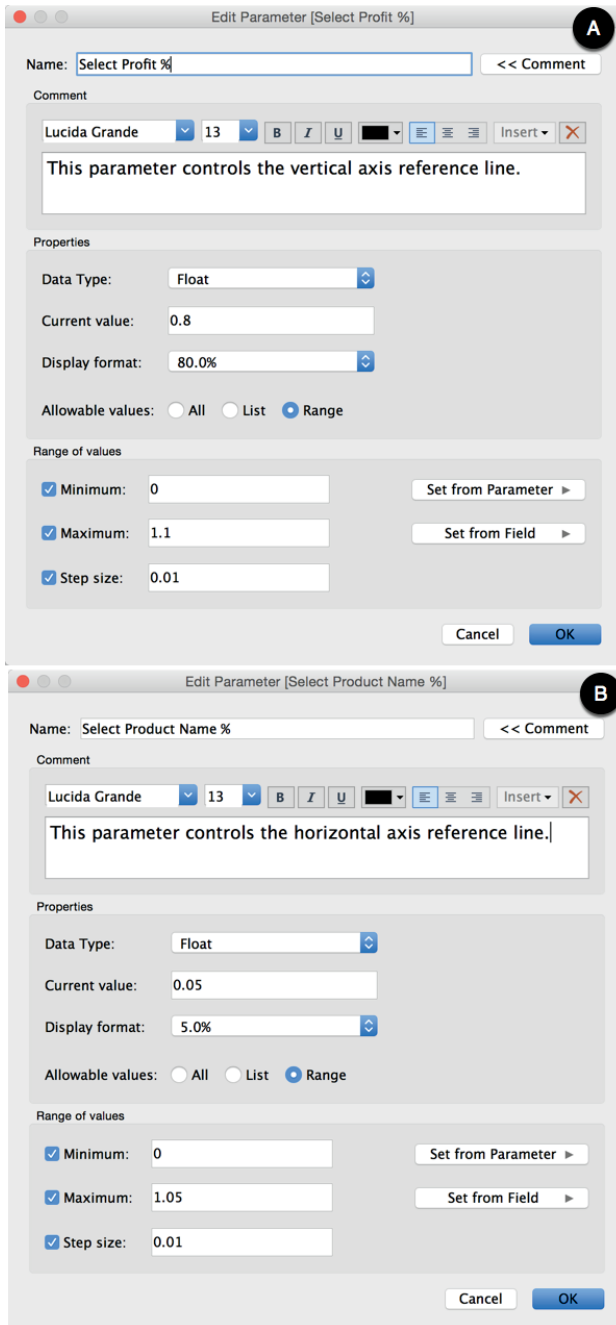 Edit Parameter [Select Profit %]
A
Name: Select Profit % << Comment
Comment
Lucida Grande 13 B I U Insert
This parameter controls the vertical axis reference line.
Properties
Data Type: Float
Current value: 0.8
Display format: 80.0%
Allowable values: All List Range
Range of values
Minimum: 0 Set from Parameter
Maximum: 1.1 Set from Field
Step size: 0.01
Cancel OK
Edit Parameter [Select Product Name %]
B
Name: Select Product Name % << Comment
Comment
Lucida Grande 13 B I U Insert
This parameter controls the horizontal axis reference line.
Properties
Data Type: Float
Current value: 0.05
Display format: 5.0%
Allowable values: All List Range
Range of values
Minimum: 0 Set from Parameter
Maximum: 1.05 Set from Field
Step size: 0.01
Cancel OK